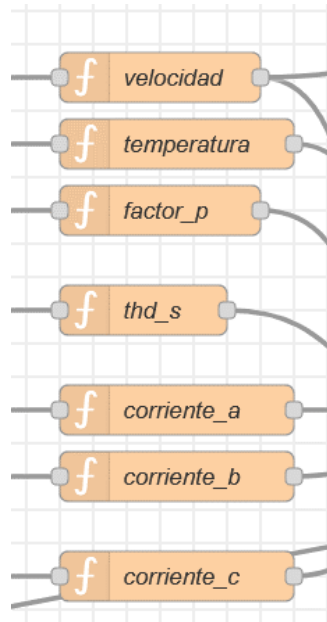 velocidad
temperatura
factor_p
thd_s
corriente_a
corriente_b
corriente_c